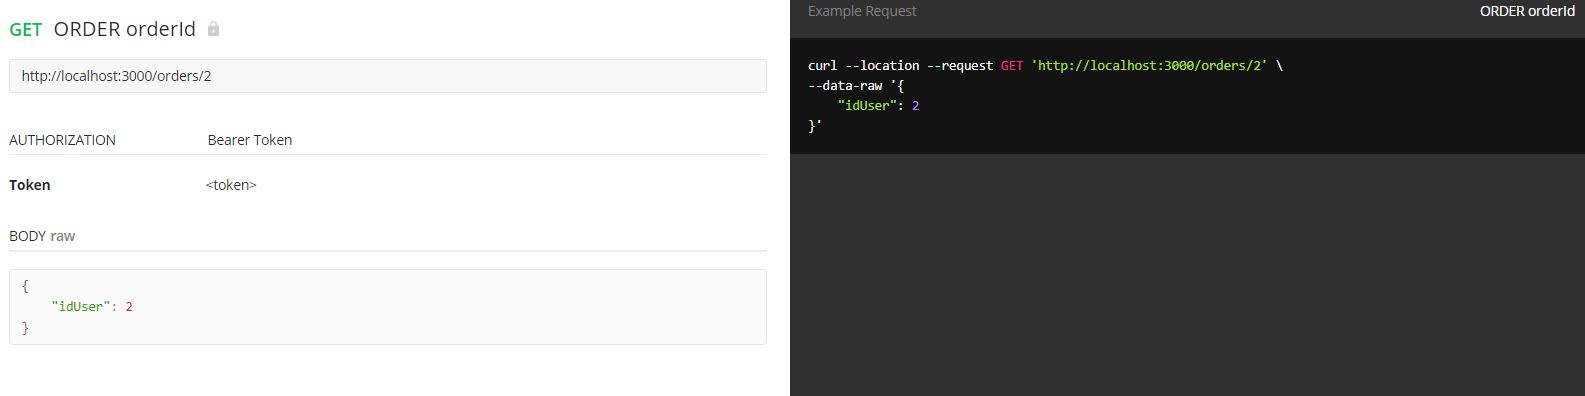 GET ORDER orderId
http://localhost:3000/orders/2
AUTHORIZATION Bearer Token
Token <token>
BODY raw
{
"idUser": 2
}
Example Request ORDER orderId
curl --location --request GET 'http://localhost:3000/orders/2' \
--data-raw '{
"idUser": 2
}'